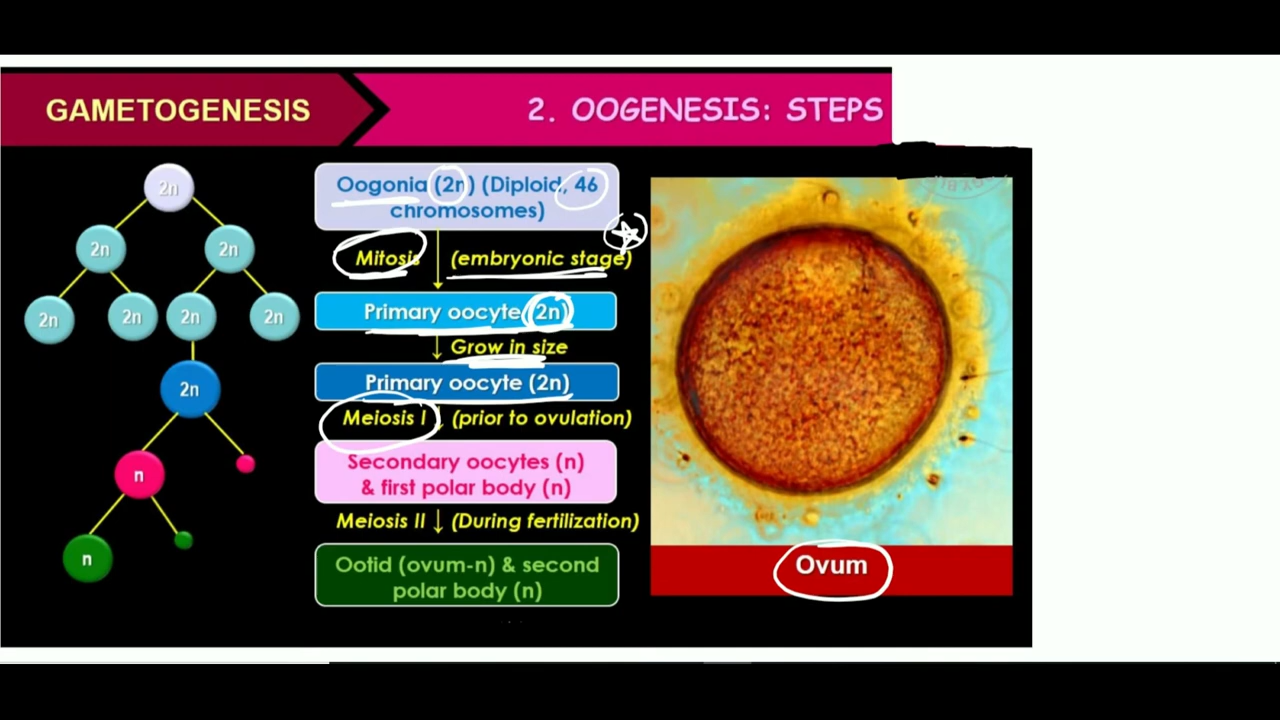 GAMETOGENESIS
2. OOGENESIS: STEPS
2n
2n
2n
2n
2n
2n
2n
2n
n
n
Oogonia (2n) (Diploid, 46
chromosomes)
Mitosis (embryonic stage)
Primary oocyte (2n)
↓ Grow in size
Primary oocyte (2n)
Meiosis I ↓ (prior to ovulation)
Secondary oocytes (n)
& first polar body (n)
Meiosis II ↓ (During fertilization)
Ootid (ovum-n) & second
polar body (n)
Ovum